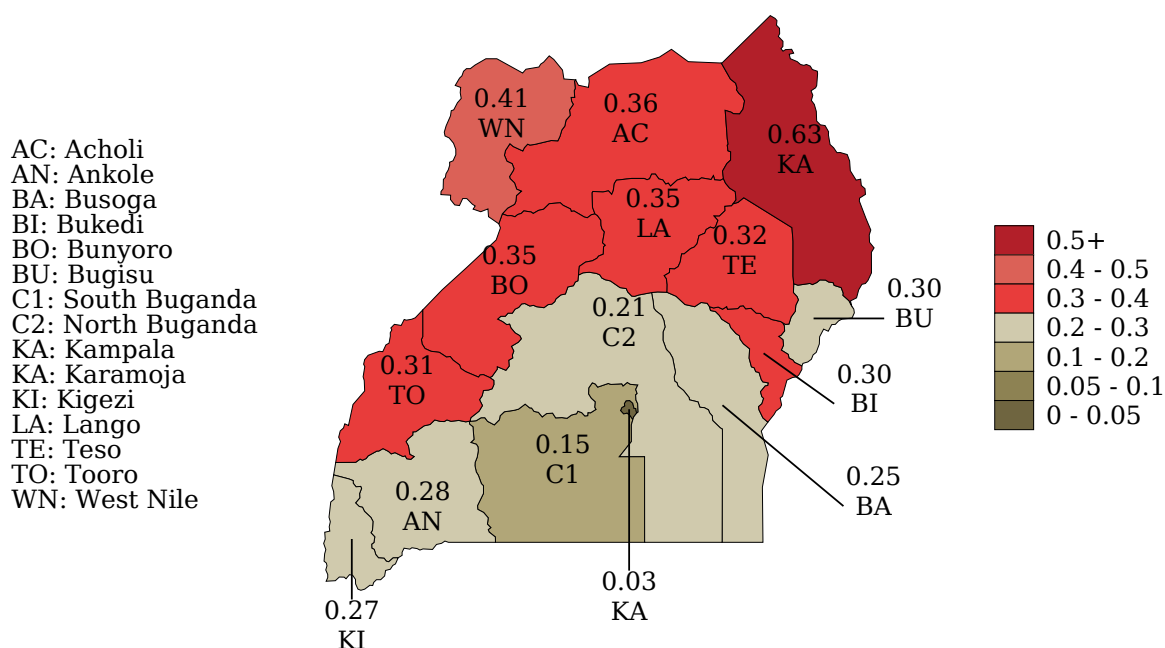 AC: Acholi
AN: Ankole
BA: Busoga
BI: Bukedi
BO: Bunyoro
BU: Bugisu
C1: South Buganda
C2: North Buganda
KA: Kampala
KA: Karamoja
KI: Kigezi
LA: Lango
TE: Teso
TO: Tooro
WN: West Nile
0.41
WN
0.36
AC
0.63
KA
0.35
LA
0.32
TE
0.35
BO
0.30
BU
0.21
C2
0.31
TO
0.30
BI
0.15
C1
0.25
BA
0.28
AN
0.03
KA
0.27
KI
0.5+
0.4 - 0.5
0.3 - 0.4
0.2 - 0.3
0.1 - 0.2
0.05 - 0.1
0 - 0.05